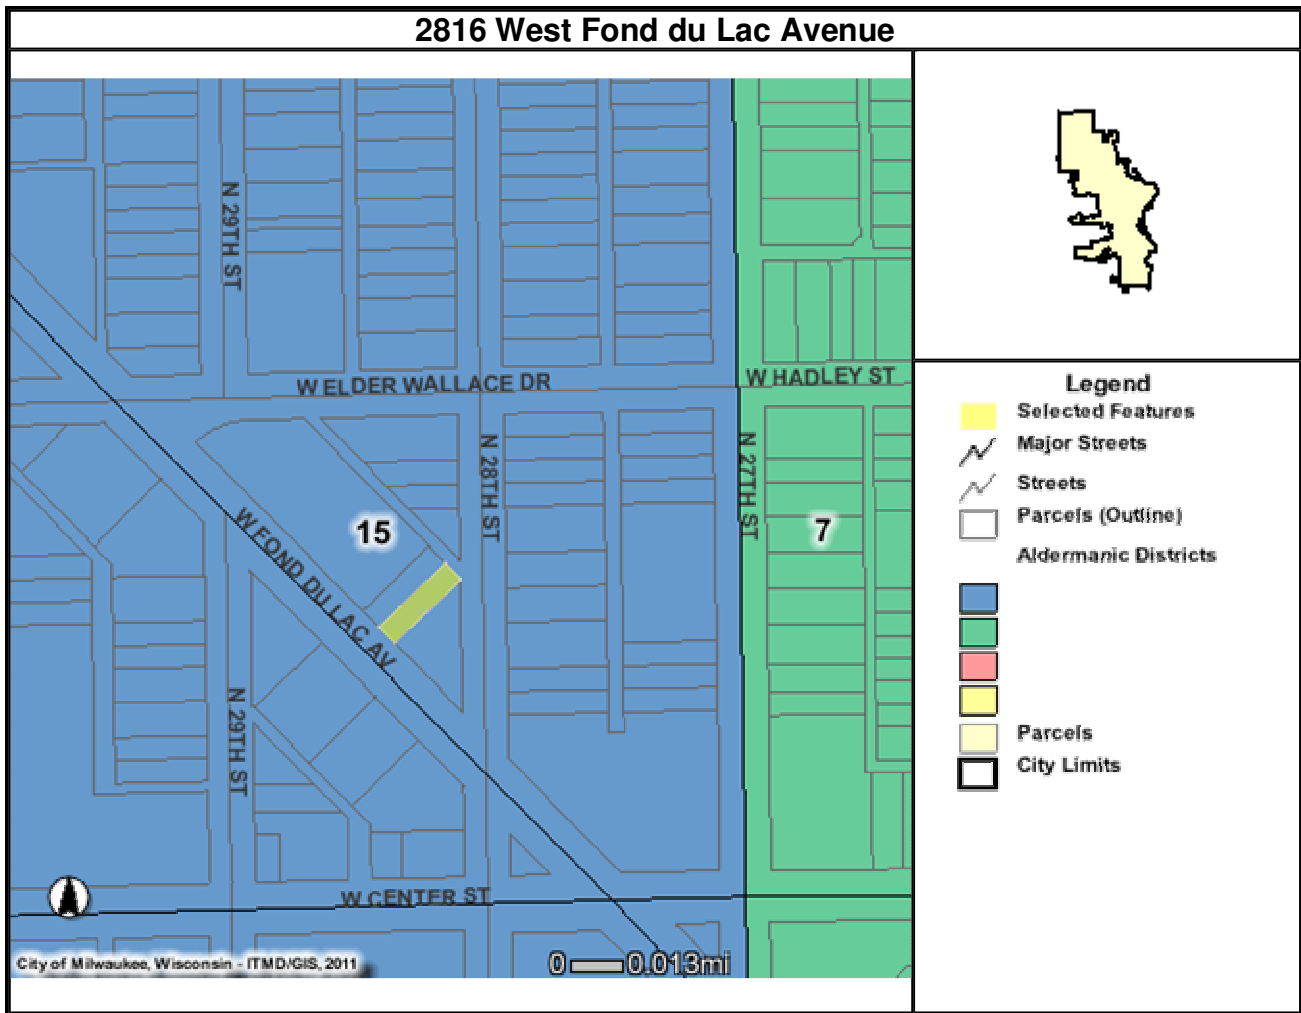 2816 West Fond du Lac Avenue
N 29TH ST
W ELDER WALLACE DR
W HADLEY ST
N 28TH ST
N 27TH ST
15
7
W FOND DU LAC AV
N 29TH ST
W CENTER ST
City of Milwaukee, Wisconsin - ITMD/GIS, 2011
0 0.013mi
Legend
Selected Features
Major Streets
Streets
Parcels (Outline)
Aldermanic Districts
Parcels
City Limits